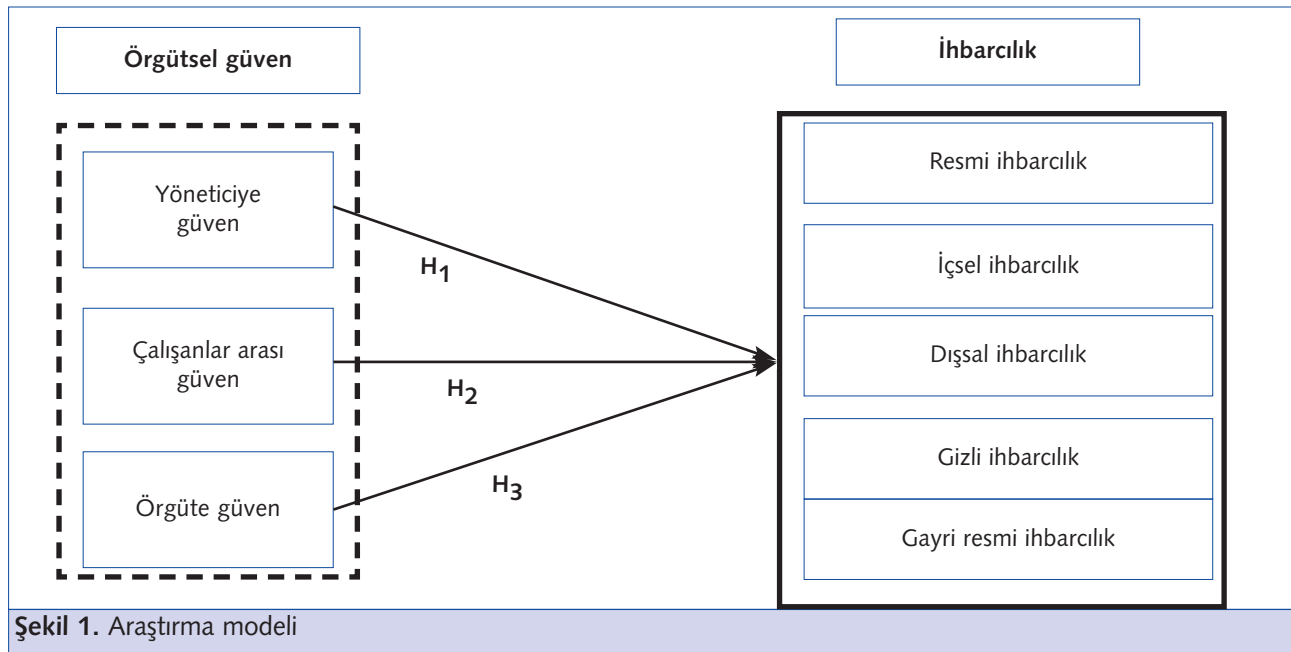 Örgütsel güven
İhbarcılık
Yöneticiye
güven
Çalışanlar arası
güven
Örgüte güven
H1
H2
H3
Resmi ihbarcılık
İçsel ihbarcılık
Dışsal ihbarcılık
Gizli ihbarcılık
Gayri resmi ihbarcılık
Şekil 1. Araştırma modeli